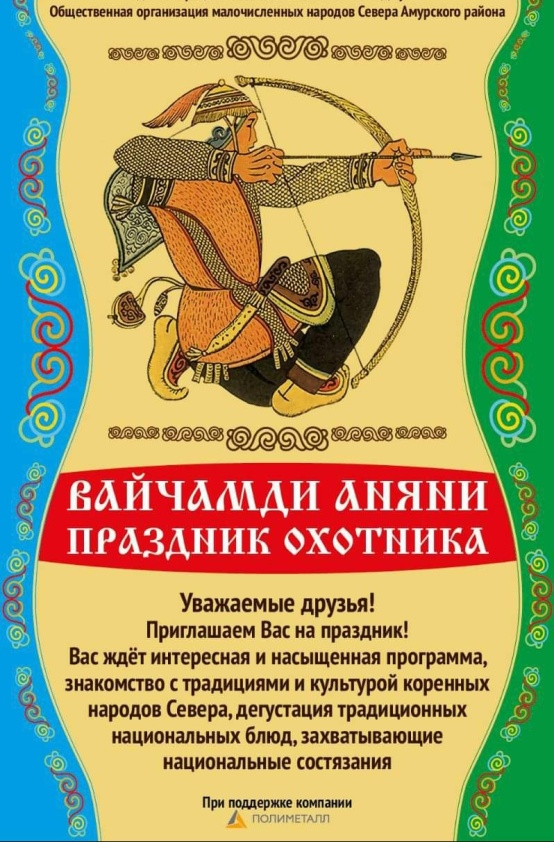 Общественная организация малочисленных народов Севера Амурского района
ВАЙЧАМДИ АНЯНИ
ПРАЗДНИК ОХОТНИКА
Уважаемые друзья!
Приглашаем Вас на праздник!
Вас ждёт интересная и насыщенная программа,
знакомство с традициями и культурой коренных
народов Севера, дегустация традиционных
национальных блюд, захватывающие
национальные состязания
При поддержке компании
ПОЛИМЕТАЛЛ